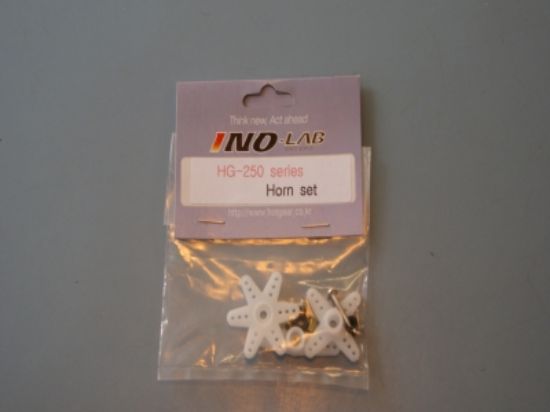 Think new, Act ahead
INO-LAB
HG-250 series
Horn set